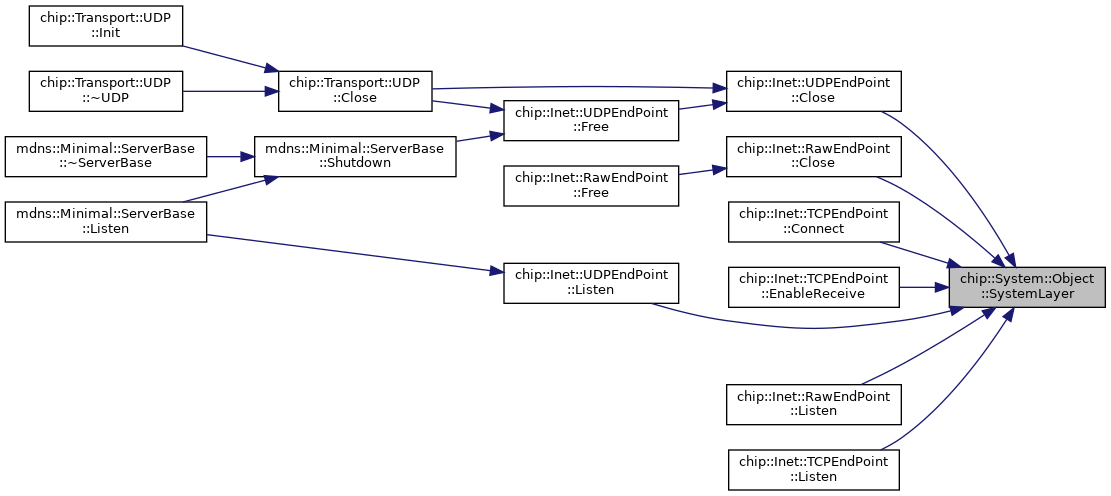 chip::Transport::UDP
::Init
chip::Transport::UDP
::~UDP
mdns::Minimal::ServerBase
::~ServerBase
mdns::Minimal::ServerBase
::Listen
chip::Transport::UDP
::Close
mdns::Minimal::ServerBase
::Shutdown
chip::Inet::UDPEndPoint
::Free
chip::Inet::RawEndPoint
::Free
chip::Inet::UDPEndPoint
::Listen
chip::Inet::UDPEndPoint
::Close
chip::Inet::RawEndPoint
::Close
chip::Inet::TCPEndPoint
::Connect
chip::Inet::TCPEndPoint
::EnableReceive
chip::Inet::RawEndPoint
::Listen
chip::Inet::TCPEndPoint
::Listen
chip::System::Object
::SystemLayer